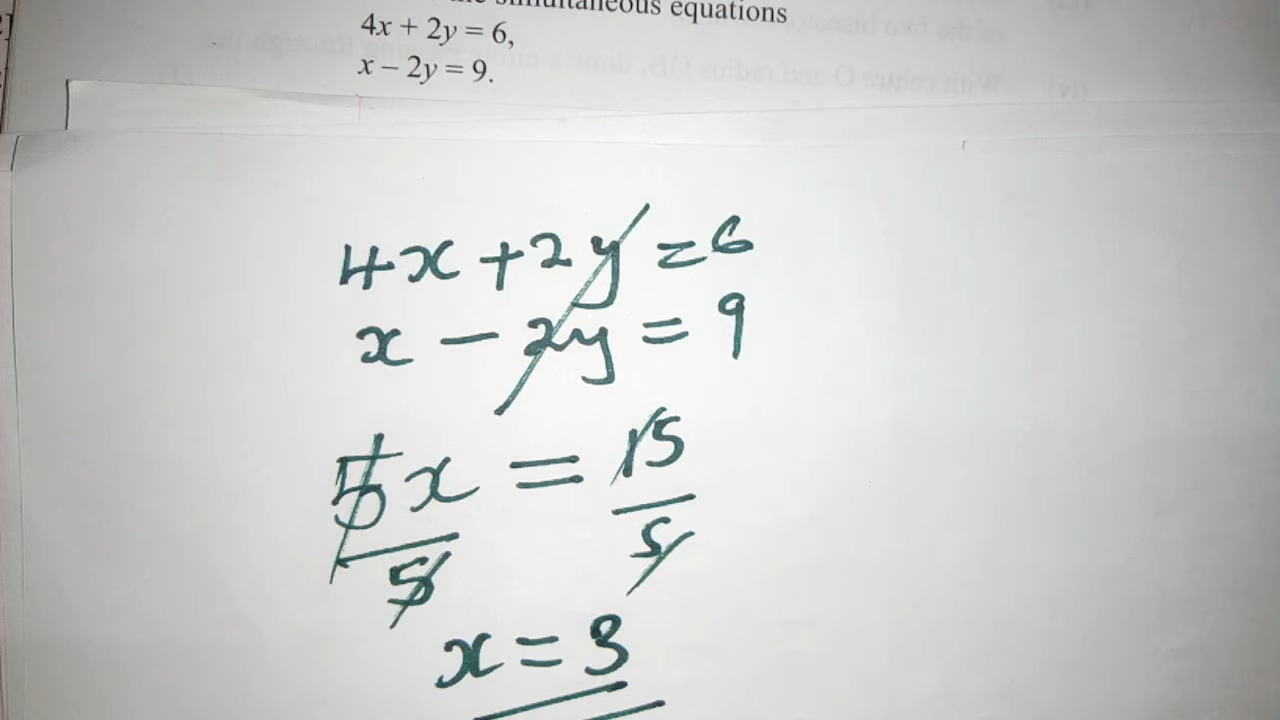 simultaneous equations
4x + 2y = 6,
x – 2y = 9.
4x + 2y = 6
x – 2y = 9
5x = 15
5 5
x = 3